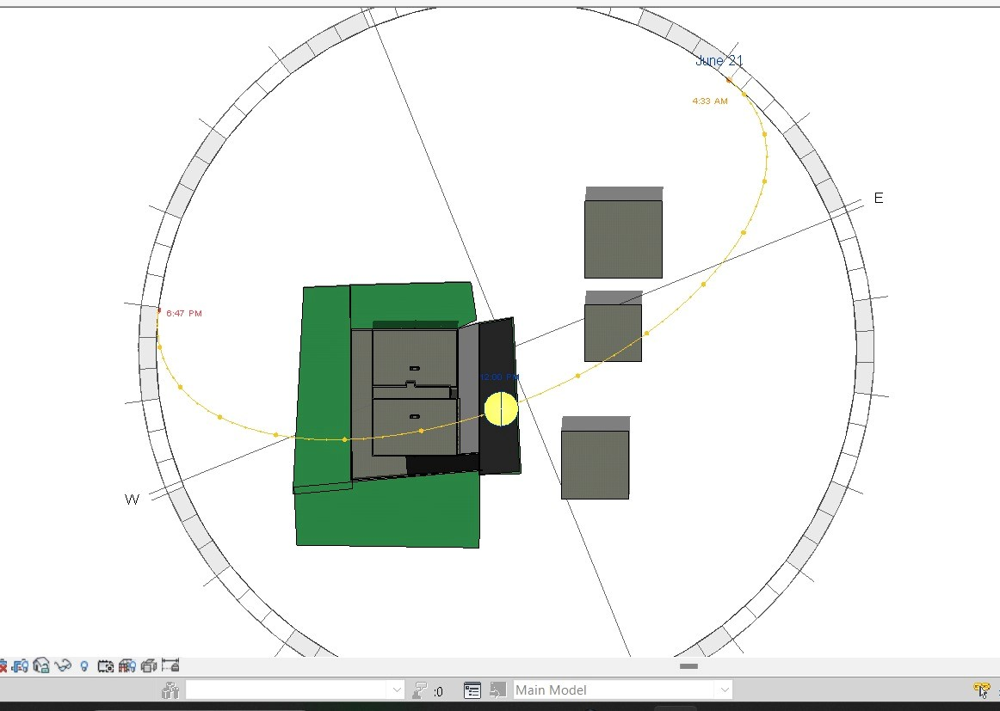 June 21
4:33 AM
E
6:47 PM
12:00 PM
W
:0
Main Model